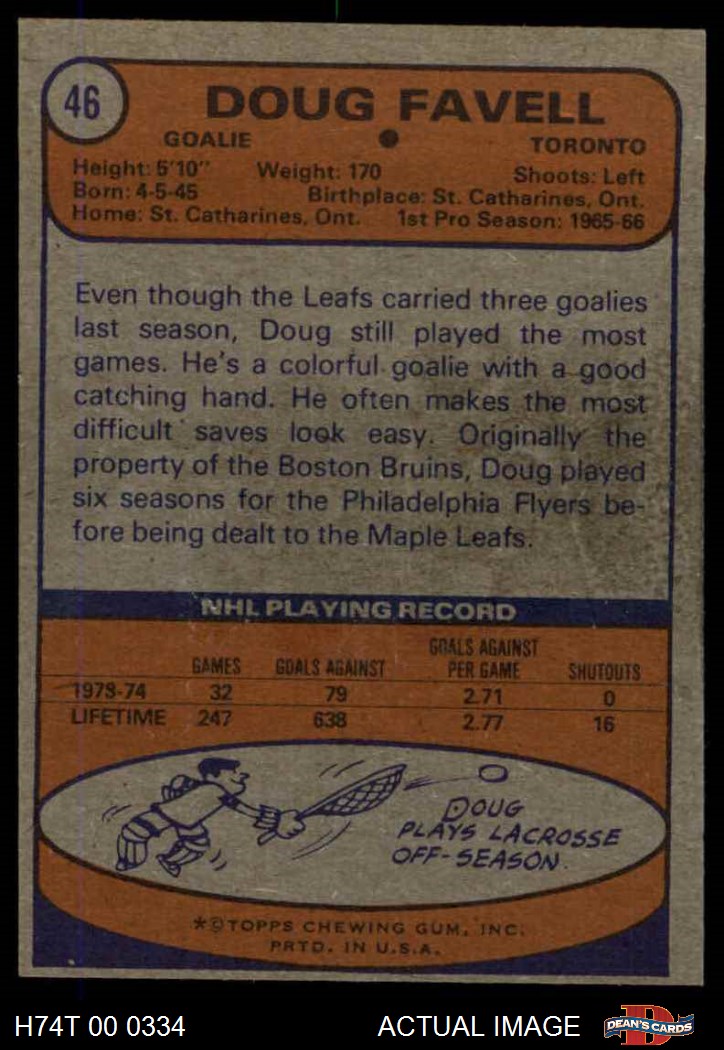 46
DOUG FAVELL
GOALIE • TORONTO
Height: 5'10" Weight: 170 Shoots: Left
Born: 4-5-45 Birthplace: St. Catharines, Ont.
Home: St. Catharines, Ont. 1st Pro Season: 1965-66
Even though the Leafs carried three goalies
last season, Doug still played the most
games. He's a colorful goalie with a good
catching hand. He often makes the most
difficult saves look easy. Originally the
property of the Boston Bruins, Doug played
six seasons for the Philadelphia Flyers be-
fore being dealt to the Maple Leafs.
NHL PLAYING RECORD
GAMES GOALS AGAINST GOALS AGAINST PER GAME SHUTOUTS
1973-74 32 79 2.71 0
LIFETIME 247 638 2.77 16
DOUG
PLAYS LACROSSE
OFF-SEASON.
*©TOPPS CHEWING GUM, INC.
PRTD. IN U.S.A.
H74T 00 0334 ACTUAL IMAGE D DEAN'S CARDS